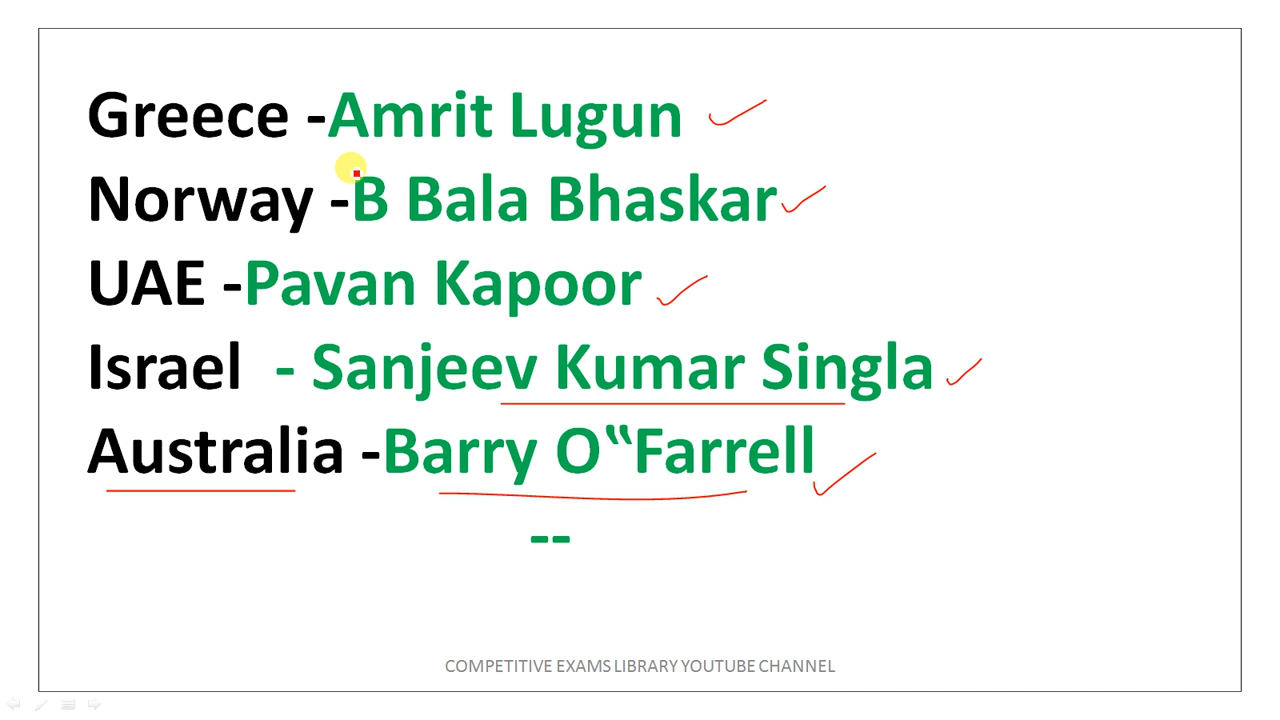 Greece -Amrit Lugun
Norway -B Bala Bhaskar
UAE -Pavan Kapoor
Israel  - Sanjeev Kumar Singla
Australia -Barry O‟Farrell
--
COMPETITIVE EXAMS LIBRARY YOUTUBE CHANNEL